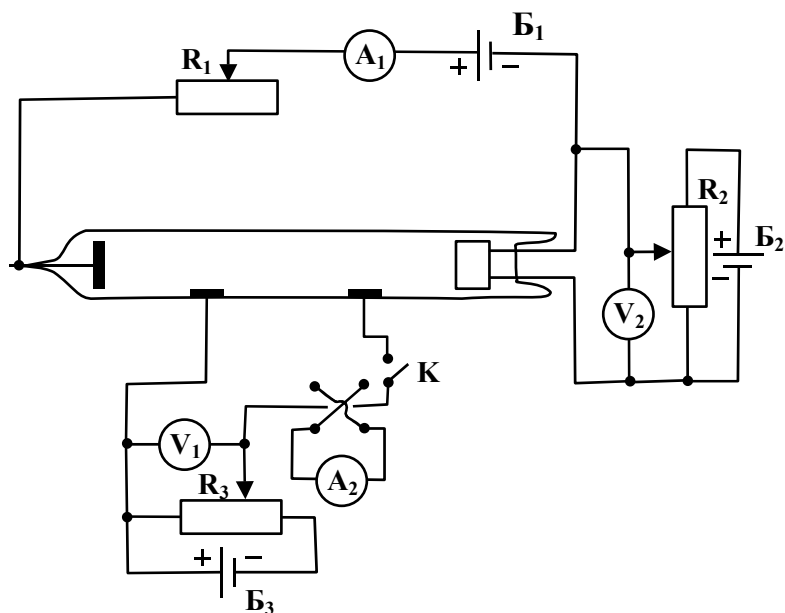 Б₁
R₁
A₁
+ −
R₂
+
Б₂
−
V₂
К
V₁
R₃
A₂
+ −
Б₃